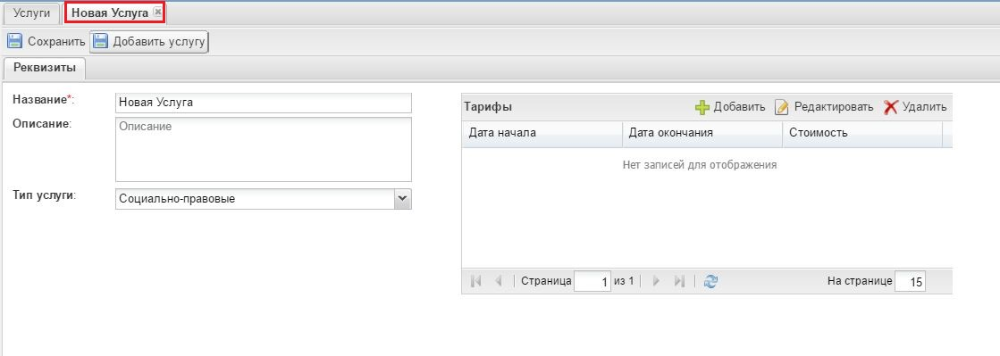 Услуги Новая Услуга
Сохранить Добавить услугу
Реквизиты
Название*: Новая Услуга
Описание: Описание
Тип услуги: Социально-правовые
Тарифы Добавить Редактировать Удалить
Дата начала Дата окончания Стоимость
Нет записей для отображения
Страница 1 из 1 На странице 15